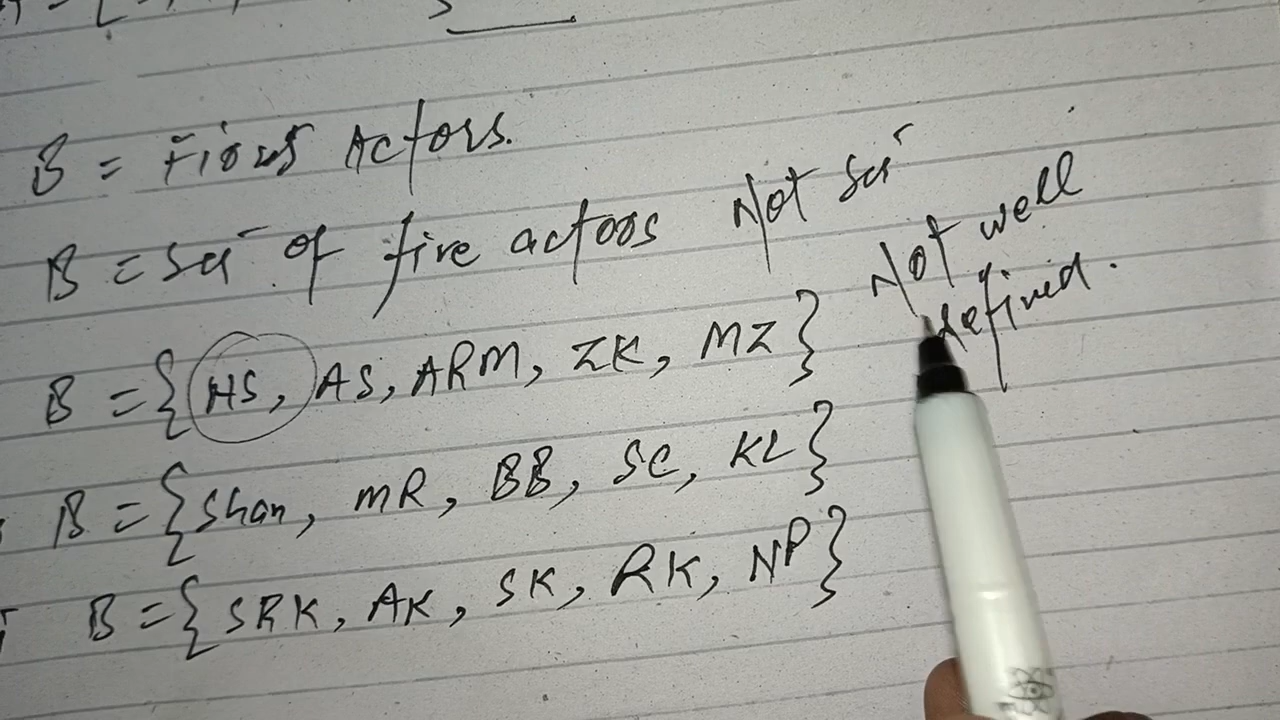 B = Five Actors.
B = Set of five actors Not Set
Not well defined.
B = { HS, AS, ARM, ZK, MZ }
B = { Shan, MR, BB, SC, KL }
B = { SRK, AK, SK, RK, NP }